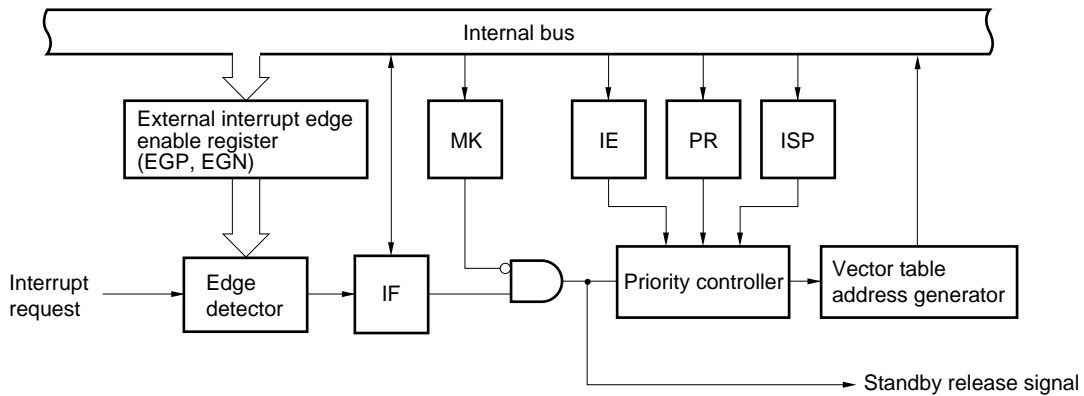 Internal bus
External interrupt edge
enable register
(EGP, EGN)
MK
IE
PR
ISP
Interrupt
request
Edge
detector
IF
Priority controller
Vector table
address generator
Standby release signal